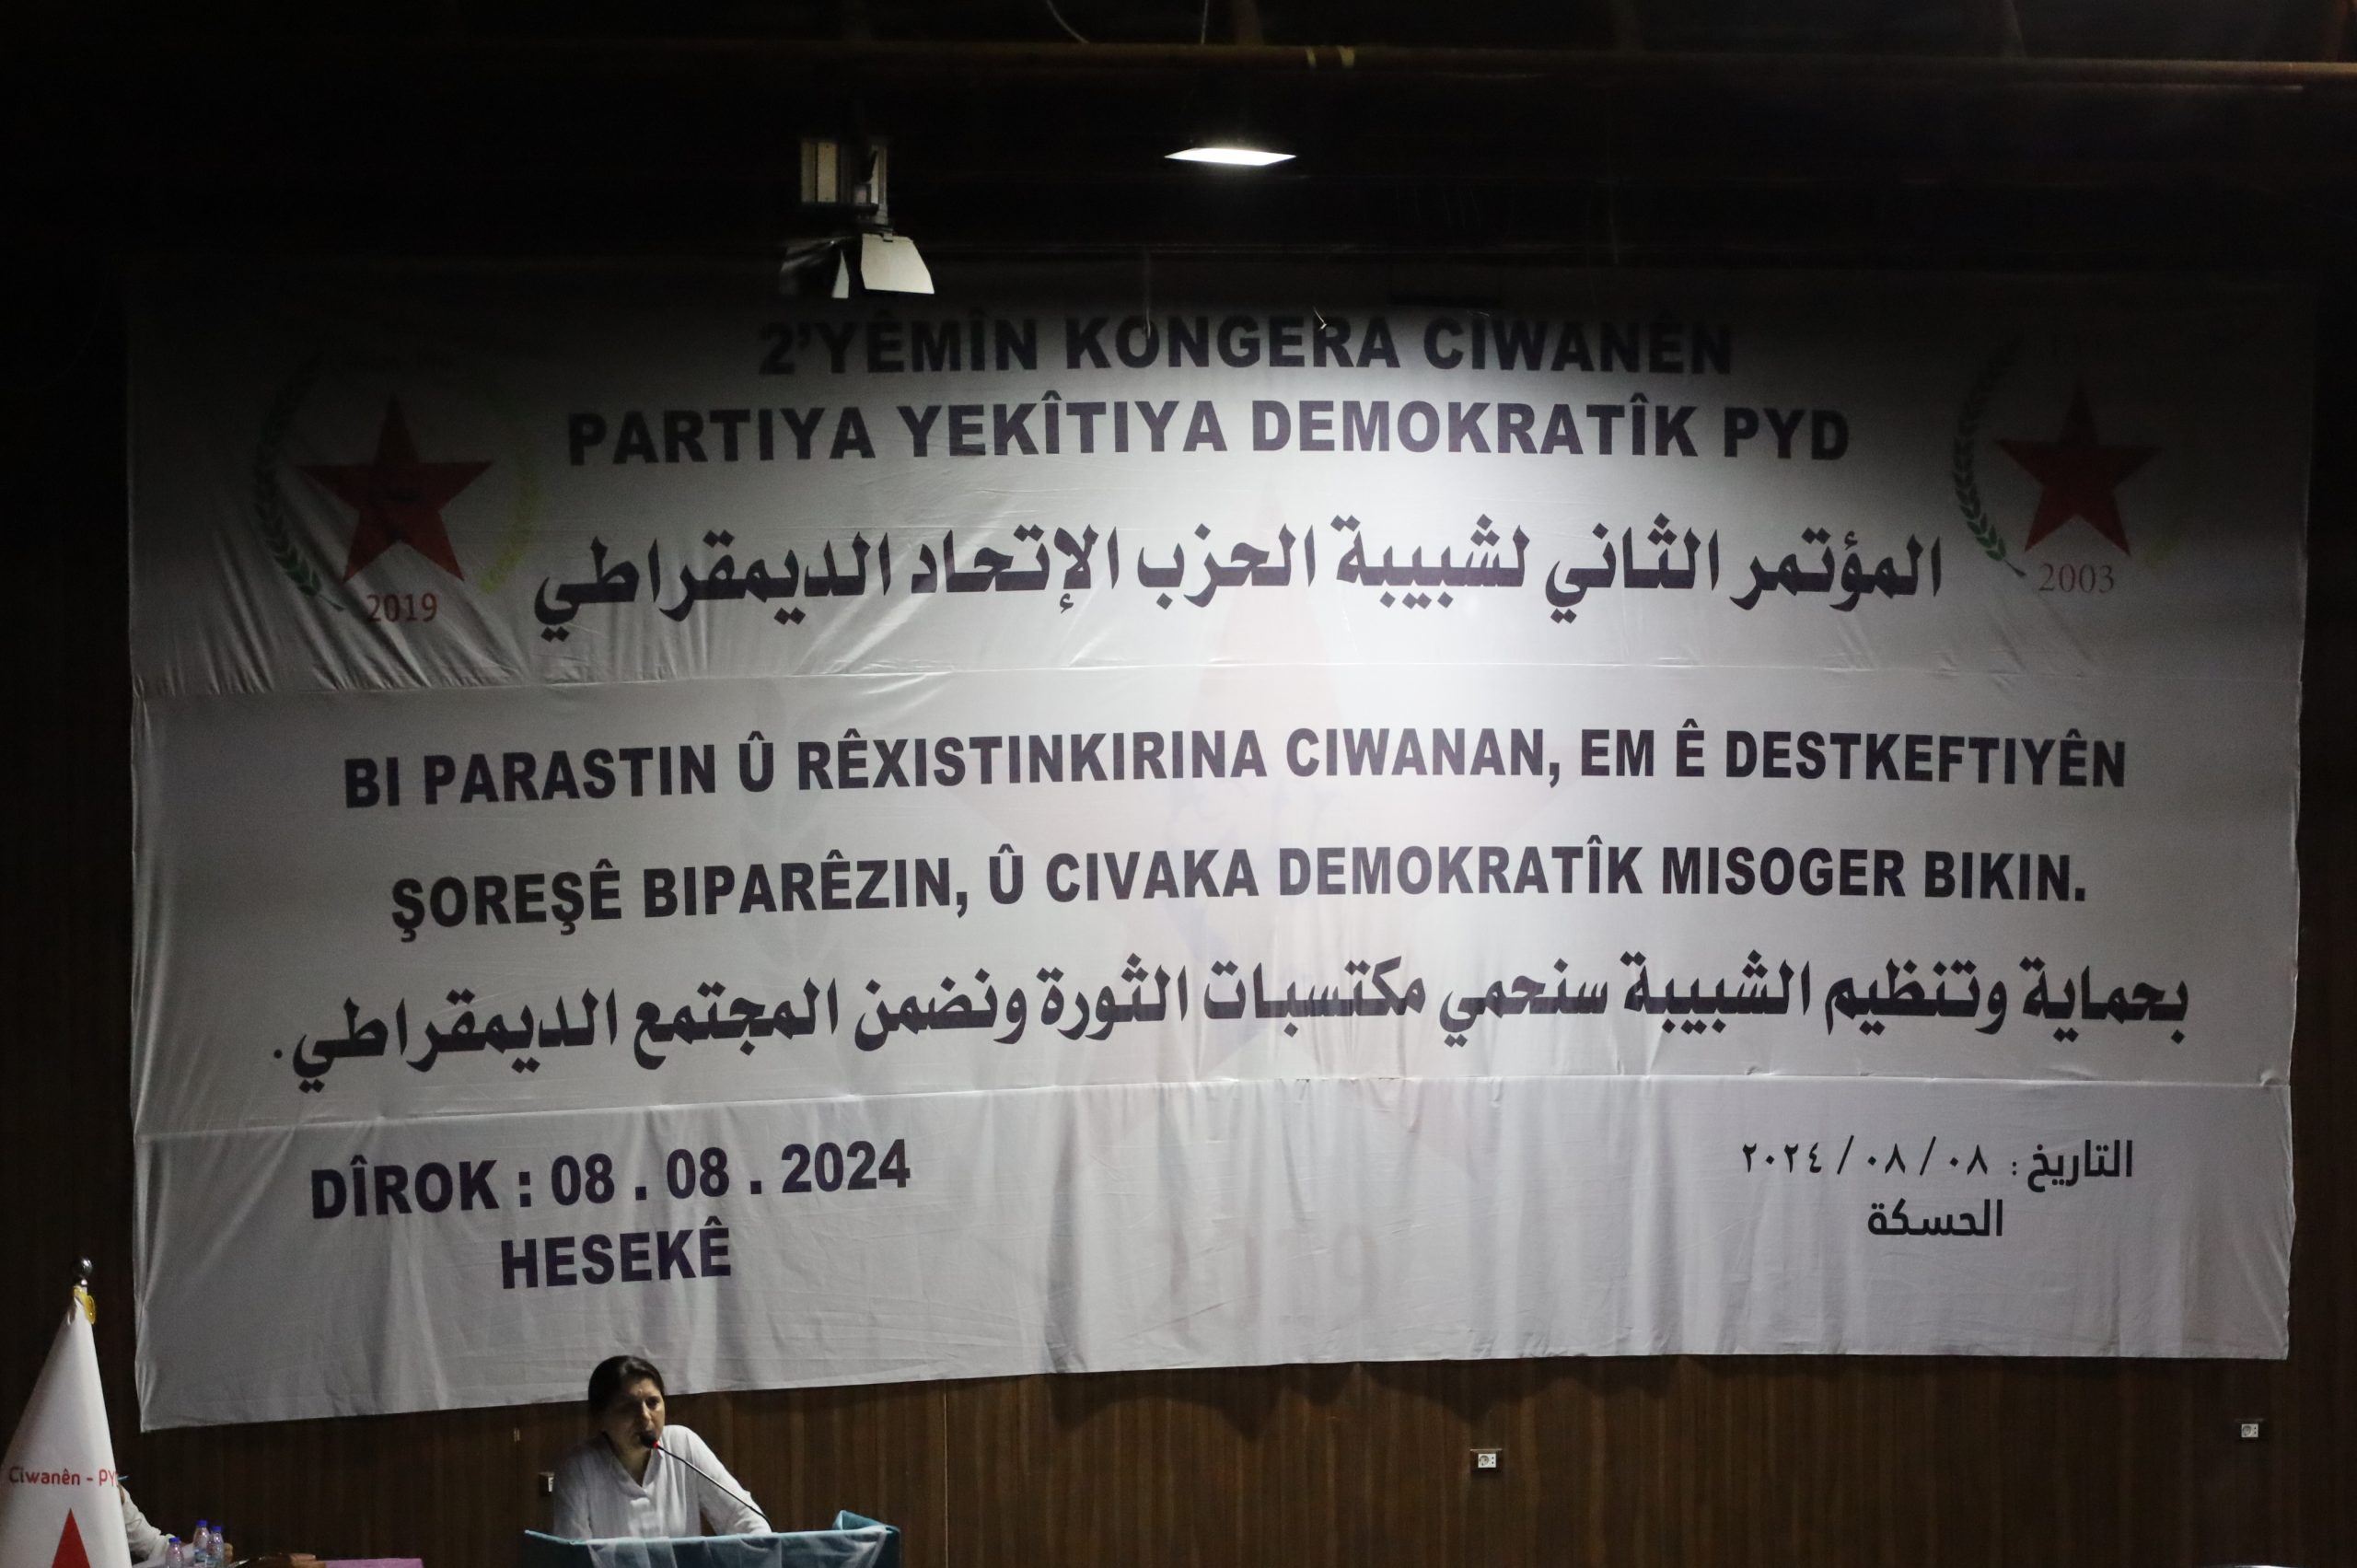 2'YÊMÎN KONGERA CIWANÊN
PARTIYA YEKÎTIYA DEMOKRATÎK PYD
المؤتمر الثاني لشبيبة الحزب الإتحاد الديمقراطي
2019
2003
BI PARASTIN Û RÊXISTINKIRINA CIWANAN, EM Ê DESTKEFTIYÊN
ŞOREŞÊ BIPARÊZIN, Û CIVAKA DEMOKRATÎK MISOGER BIKIN.
بحماية وتنظيم الشبيبة سنحمي مكتسبات الثورة ونضمن المجتمع الديمقراطي.
DÎROK : 08 . 08 . 2024
HESEKÊ
التاريخ : ٠٨ / ٠٨ / ٢٠٢٤
الحسكة
Ciwanên -